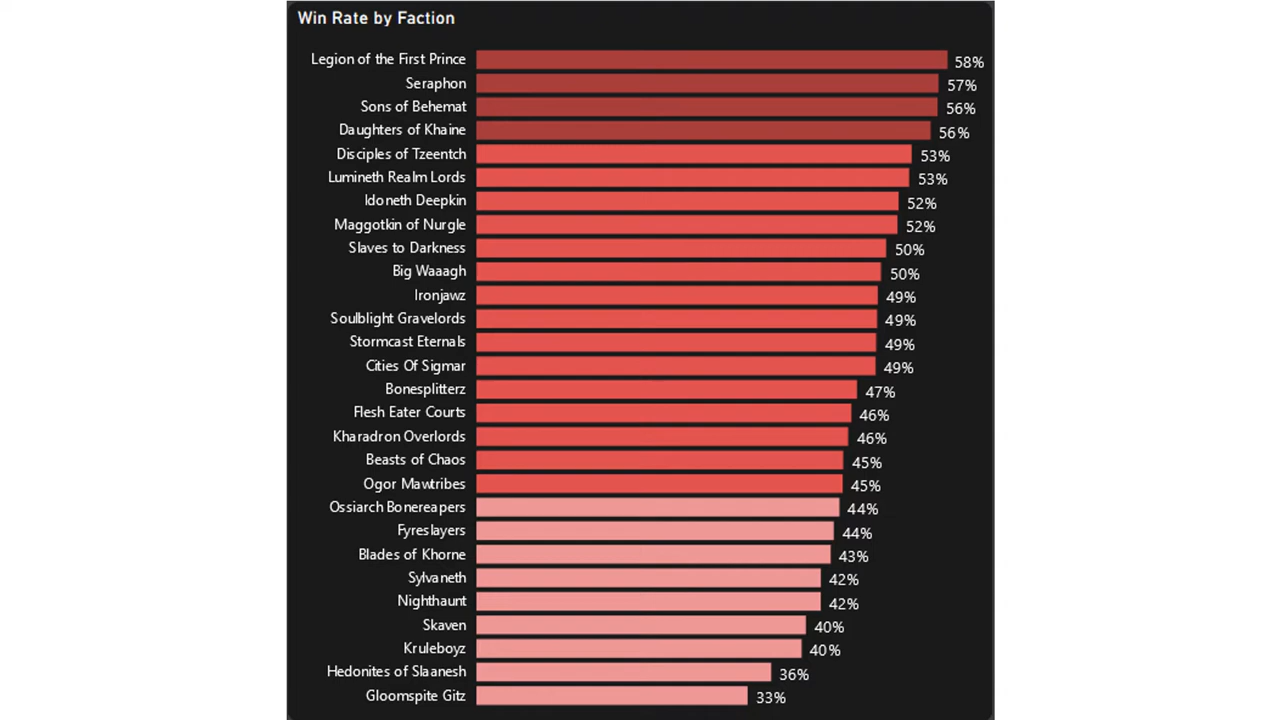 Win Rate by Faction
Legion of the First Prince 58%
Seraphon 57%
Sons of Behemat 56%
Daughters of Khaine 56%
Disciples of Tzeentch 53%
Lumineth Realm Lords 53%
Idoneth Deepkin 52%
Maggotkin of Nurgle 52%
Slaves to Darkness 50%
Big Waaagh 50%
Ironjawz 49%
Soulblight Gravelords 49%
Stormcast Eternals 49%
Cities Of Sigmar 49%
Bonesplitterz 47%
Flesh Eater Courts 46%
Kharadron Overlords 46%
Beasts of Chaos 45%
Ogor Mawtribes 45%
Ossiarch Bonereapers 44%
Fyreslayers 44%
Blades of Khorne 43%
Sylvaneth 42%
Nighthaunt 42%
Skaven 40%
Kruleboyz 40%
Hedonites of Slaanesh 36%
Gloomspite Gitz 33%